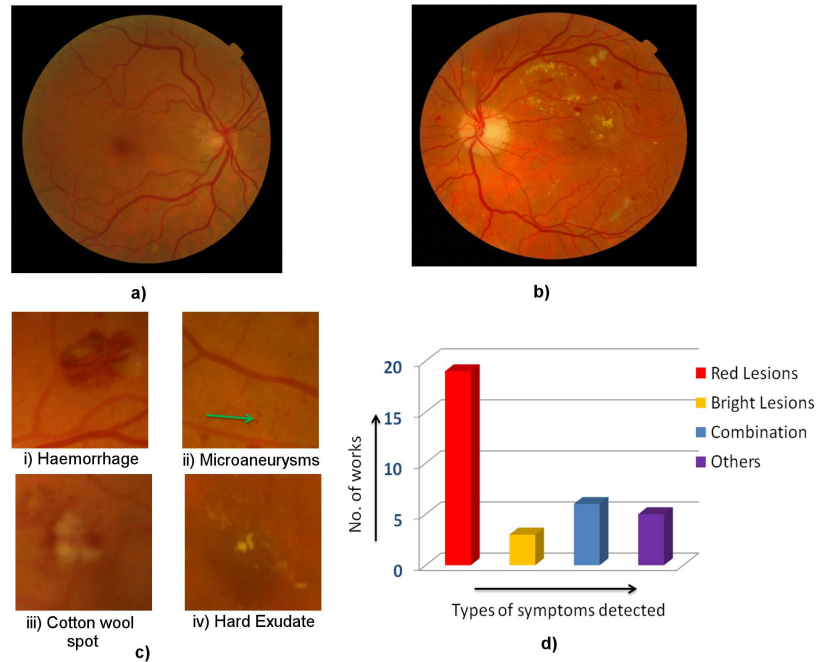 a)
b)
i) Haemorrhage
ii) Microaneurysms
iii) Cotton wool
spot
iv) Hard Exudate
c)
20
15
10
5
0
No. of works
Types of symptoms detected
Red Lesions
Bright Lesions
Combination
Others
d)